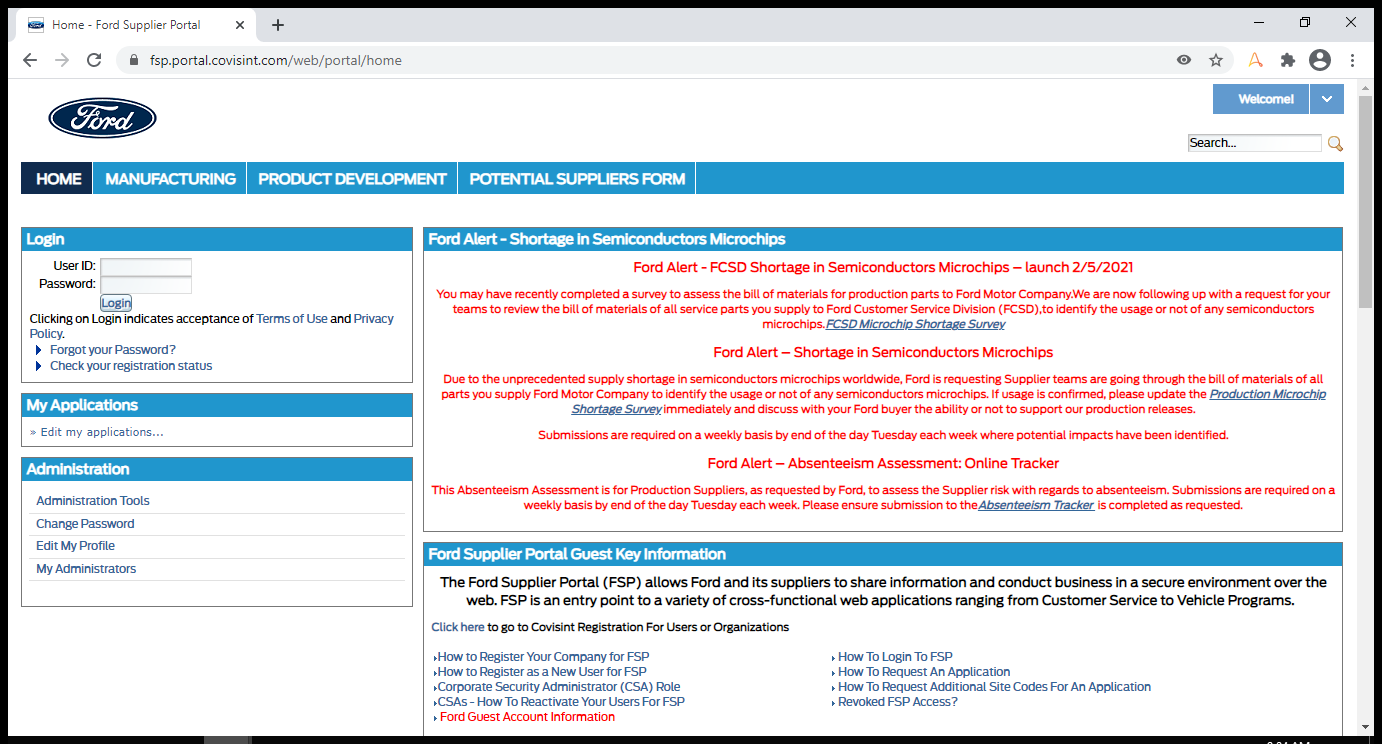 Home - Ford Supplier Portal
fsp.portal.covisint.com/web/portal/home
Ford
Welcome!
Search...
HOME
MANUFACTURING
PRODUCT DEVELOPMENT
POTENTIAL SUPPLIERS FORM
Login
User ID:
Password:
Login
Clicking on Login indicates acceptance of Terms of Use and Privacy
Policy.
Forgot your Password?
Check your registration status
My Applications
» Edit my applications...
Administration
Administration Tools
Change Password
Edit My Profile
My Administrators
Ford Alert - Shortage in Semiconductors Microchips
Ford Alert - FCSD Shortage in Semiconductors Microchips – launch 2/5/2021
You may have recently completed a survey to assess the bill of materials for production parts to Ford Motor Company.We are now following up with a request for your
teams to review the bill of materials of all service parts you supply to Ford Customer Service Division (FCSD),to identify the usage or not of any semiconductors
microchips.FCSD Microchip Shortage Survey
Ford Alert – Shortage in Semiconductors Microchips
Due to the unprecedented supply shortage in semiconductors microchips worldwide, Ford is requesting Supplier teams are going through the bill of materials of all
parts you supply Ford Motor Company to identify the usage or not of any semiconductors microchips. If usage is confirmed, please update the Production Microchip
Shortage Survey immediately and discuss with your Ford buyer the ability or not to support our production releases.
Submissions are required on a weekly basis by end of the day Tuesday each week where potential impacts have been identified.
Ford Alert – Absenteeism Assessment: Online Tracker
This Absenteeism Assessment is for Production Suppliers, as requested by Ford, to assess the Supplier risk with regards to absenteeism. Submissions are required on a
weekly basis by end of the day Tuesday each week. Please ensure submission to the Absenteeism Tracker is completed as requested.
Ford Supplier Portal Guest Key Information
The Ford Supplier Portal (FSP) allows Ford and its suppliers to share information and conduct business in a secure environment over the
web. FSP is an entry point to a variety of cross-functional web applications ranging from Customer Service to Vehicle Programs.
Click here to go to Covisint Registration For Users or Organizations
How to Register Your Company for FSP
How to Register as a New User for FSP
Corporate Security Administrator (CSA) Role
CSAs - How To Reactivate Your Users For FSP
Ford Guest Account Information
How To Login To FSP
How To Request An Application
How To Request Additional Site Codes For An Application
Revoked FSP Access?